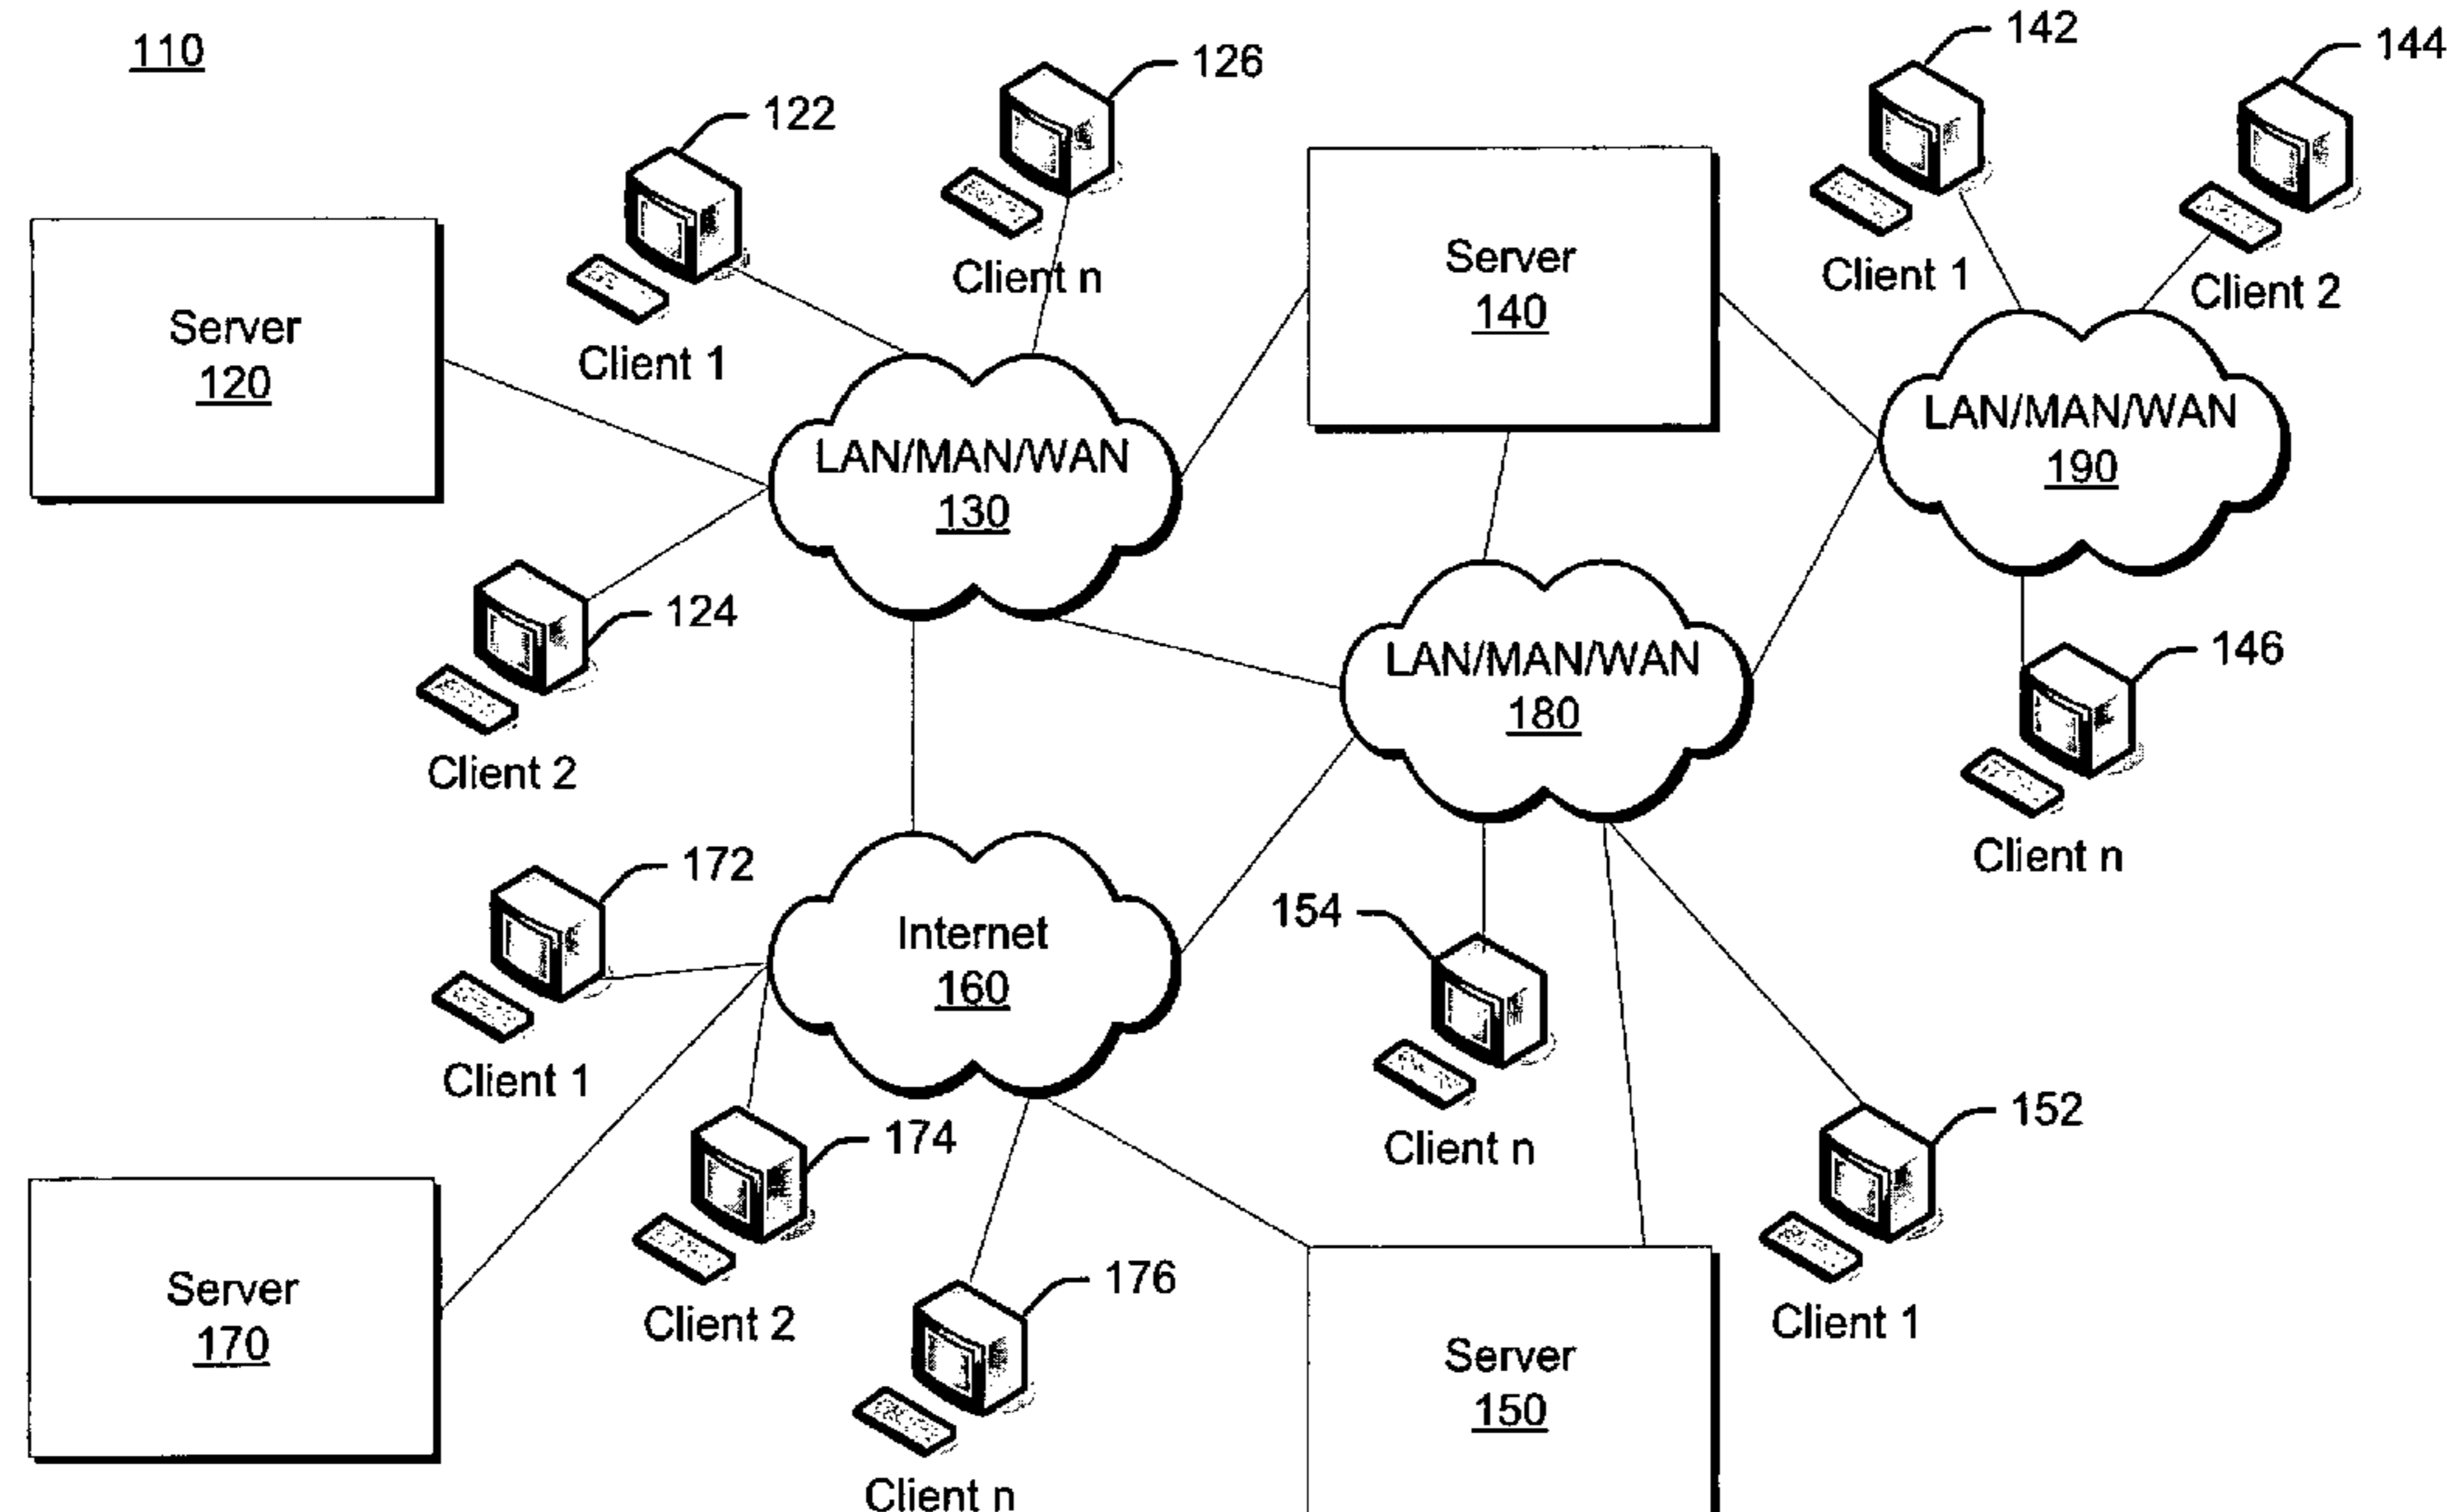 110
122
126
142
144
Client n
Client 1
Client 2
Server
140
Server
120
Client 1
LAN/MAN/WAN
130
LAN/MAN/WAN
190
124
Client 2
LAN/MAN/WAN
180
146
Client n
172
Client 1
Internet
160
154
Client n
152
Client 1
174
Client 2
176
Client n
Server
170
Server
150